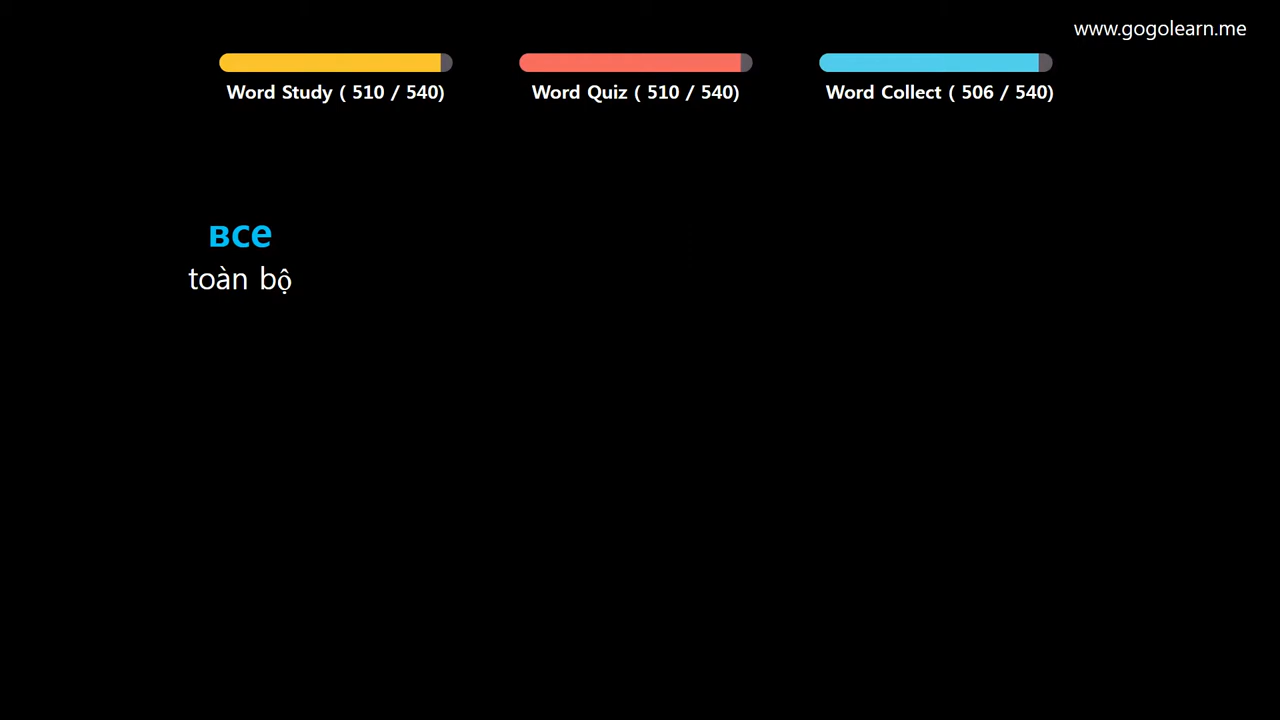 www.gogolearn.me
Word Study ( 510 / 540)
Word Quiz ( 510 / 540)
Word Collect ( 506 / 540)
все
toàn bộ